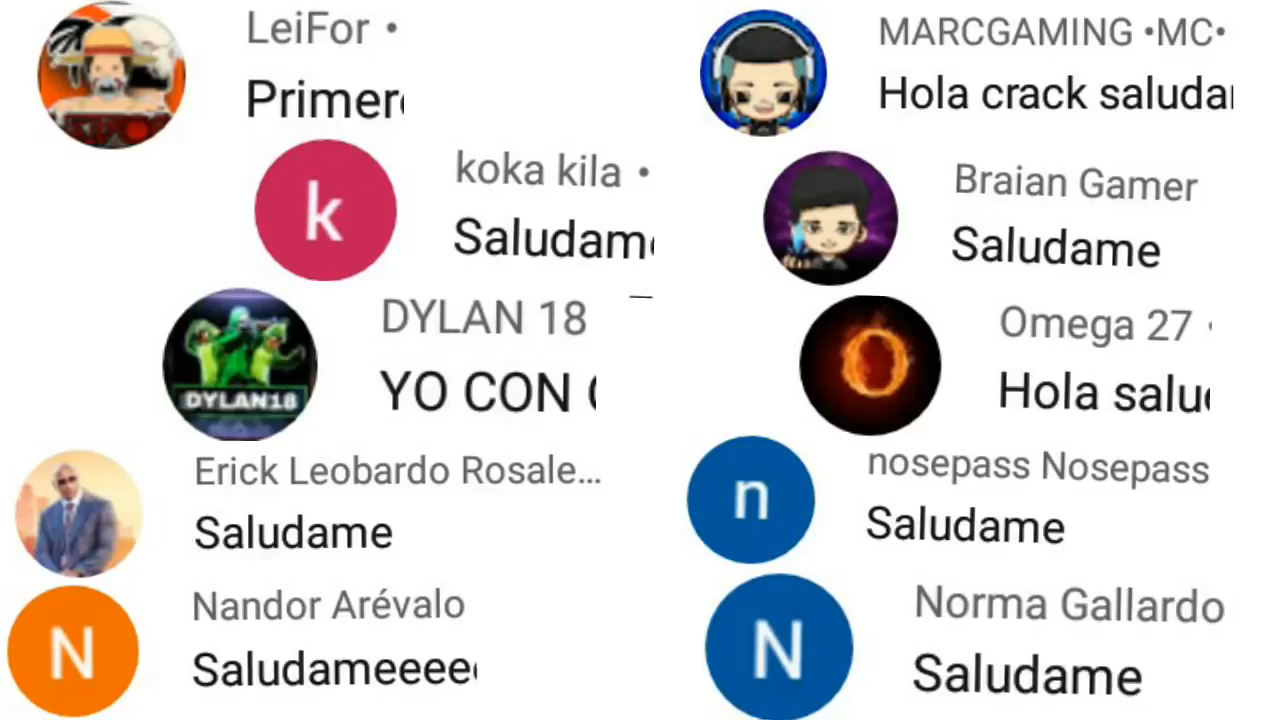 LeiFor •
Primer
koka kila •
Saludam
DYLAN 18
YO CON
DYLAN18
Erick Leobardo Rosale...
Saludame
Nandor Arévalo
Saludameeee
MARCGAMING •MC•
Hola crack saluda
Braian Gamer
Saludame
Omega 27 •
Hola salu
nosepass Nosepass
Saludame
Norma Gallardo
Saludame
k
O
n
N
N